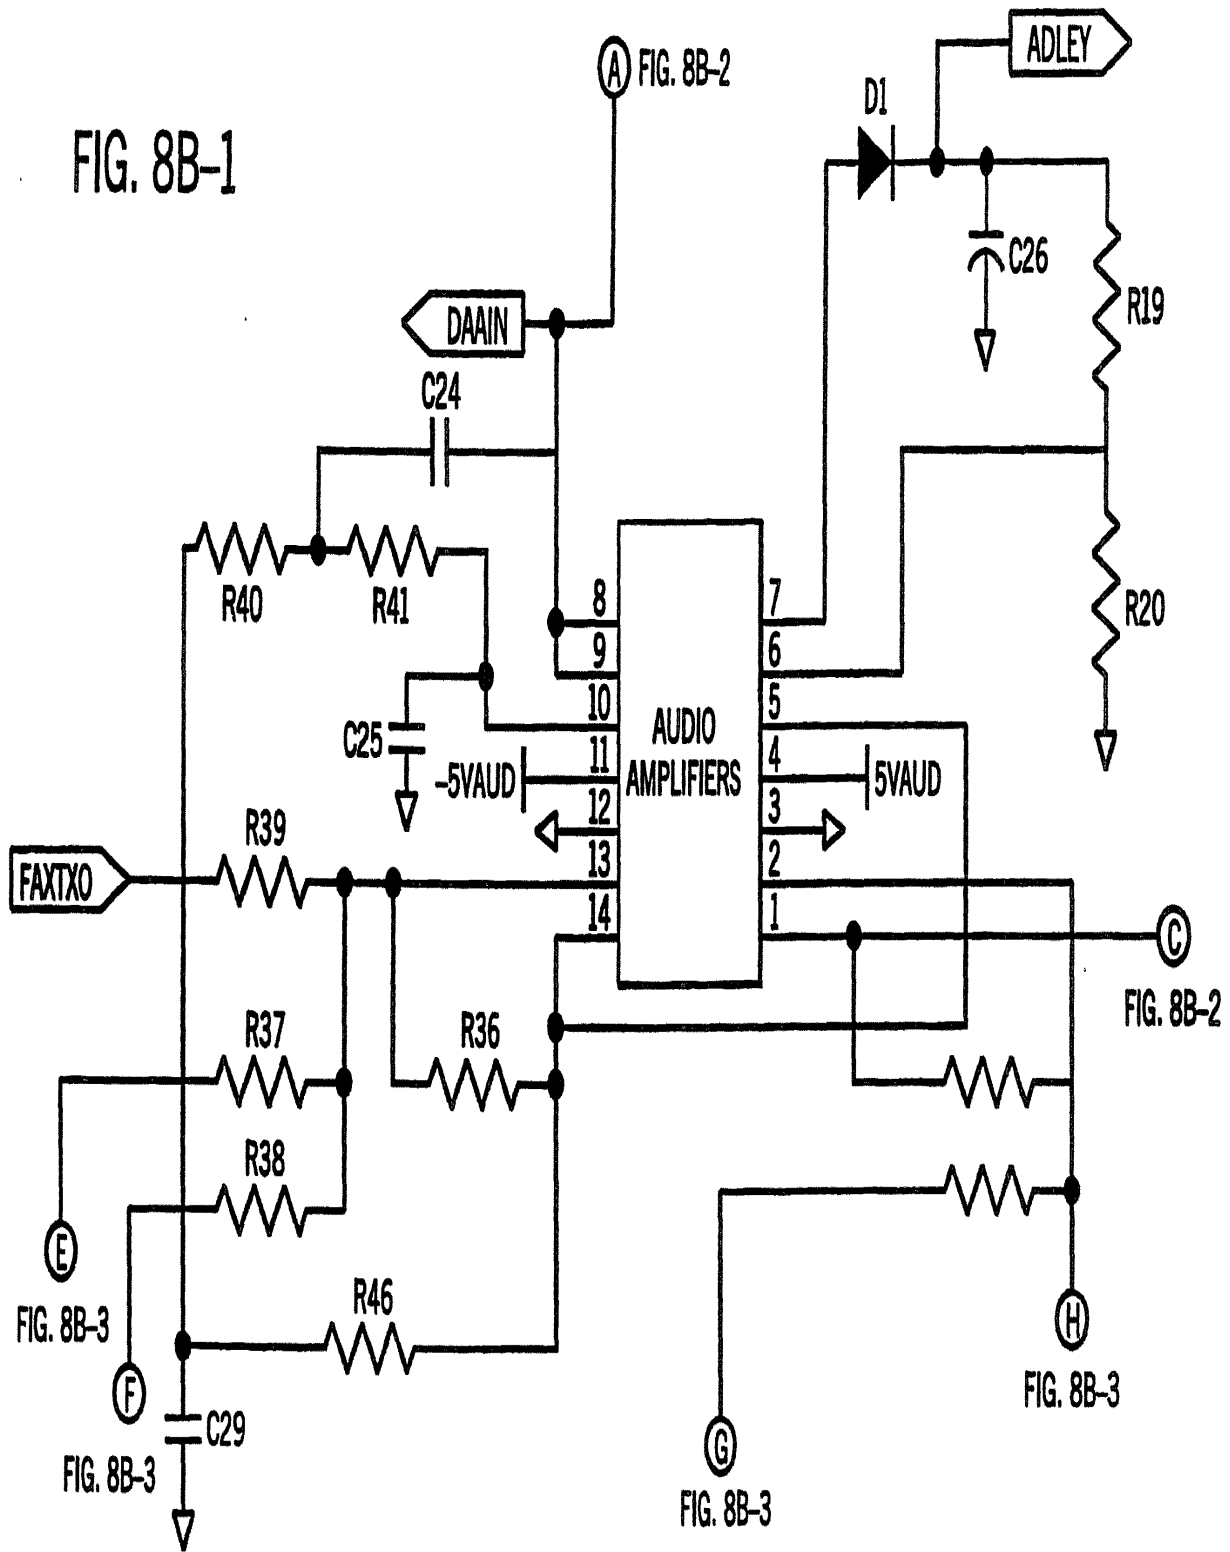 FIG. 8B-1
A
FIG. 8B-2
ADLEY
D1
C26
R19
DAAIN
C24
R40
R41
R20
8
9
10
11
12
13
14
7
6
5
4
3
2
1
AUDIO
AMPLIFIERS
C25
-5VAUD
5VAUD
R39
FAXTXO
C
FIG. 8B-2
R37
R36
R38
E
FIG. 8B-3
R46
F
FIG. 8B-3
C29
H
FIG. 8B-3
G
FIG. 8B-3